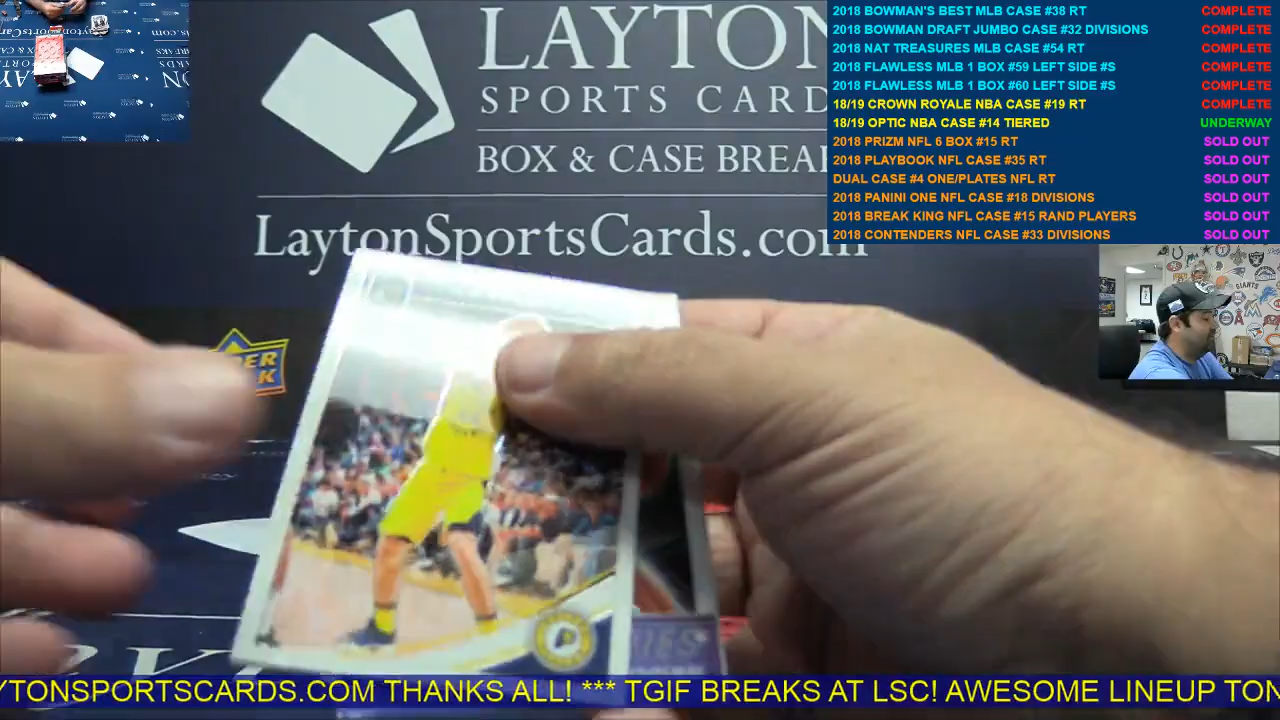 LAYTON
SPORTS CARD
BOX & CASE BREA
LaytonSportsCards.com
2018 BOWMAN'S BEST MLB CASE #38 RT COMPLETE
2018 BOWMAN DRAFT JUMBO CASE #32 DIVISIONS COMPLETE
2018 NAT TREASURES MLB CASE #54 RT COMPLETE
2018 FLAWLESS MLB 1 BOX #59 LEFT SIDE #S COMPLETE
2018 FLAWLESS MLB 1 BOX #60 LEFT SIDE #S COMPLETE
18/19 CROWN ROYALE NBA CASE #19 RT COMPLETE
18/19 OPTIC NBA CASE #14 TIERED UNDERWAY
2018 PRIZM NFL 6 BOX #15 RT SOLD OUT
2018 PLAYBOOK NFL CASE #35 RT SOLD OUT
DUAL CASE #4 ONE/PLATES NFL RT SOLD OUT
2018 PANINI ONE NFL CASE #18 DIVISIONS SOLD OUT
2018 BREAK KING NFL CASE #15 RAND PLAYERS SOLD OUT
2018 CONTENDERS NFL CASE #33 DIVISIONS SOLD OUT
GIANTS
YTONSPORTSCARDS.COM THANKS ALL! *** TGIF BREAKS AT LSC! AWESOME LINEUP TON